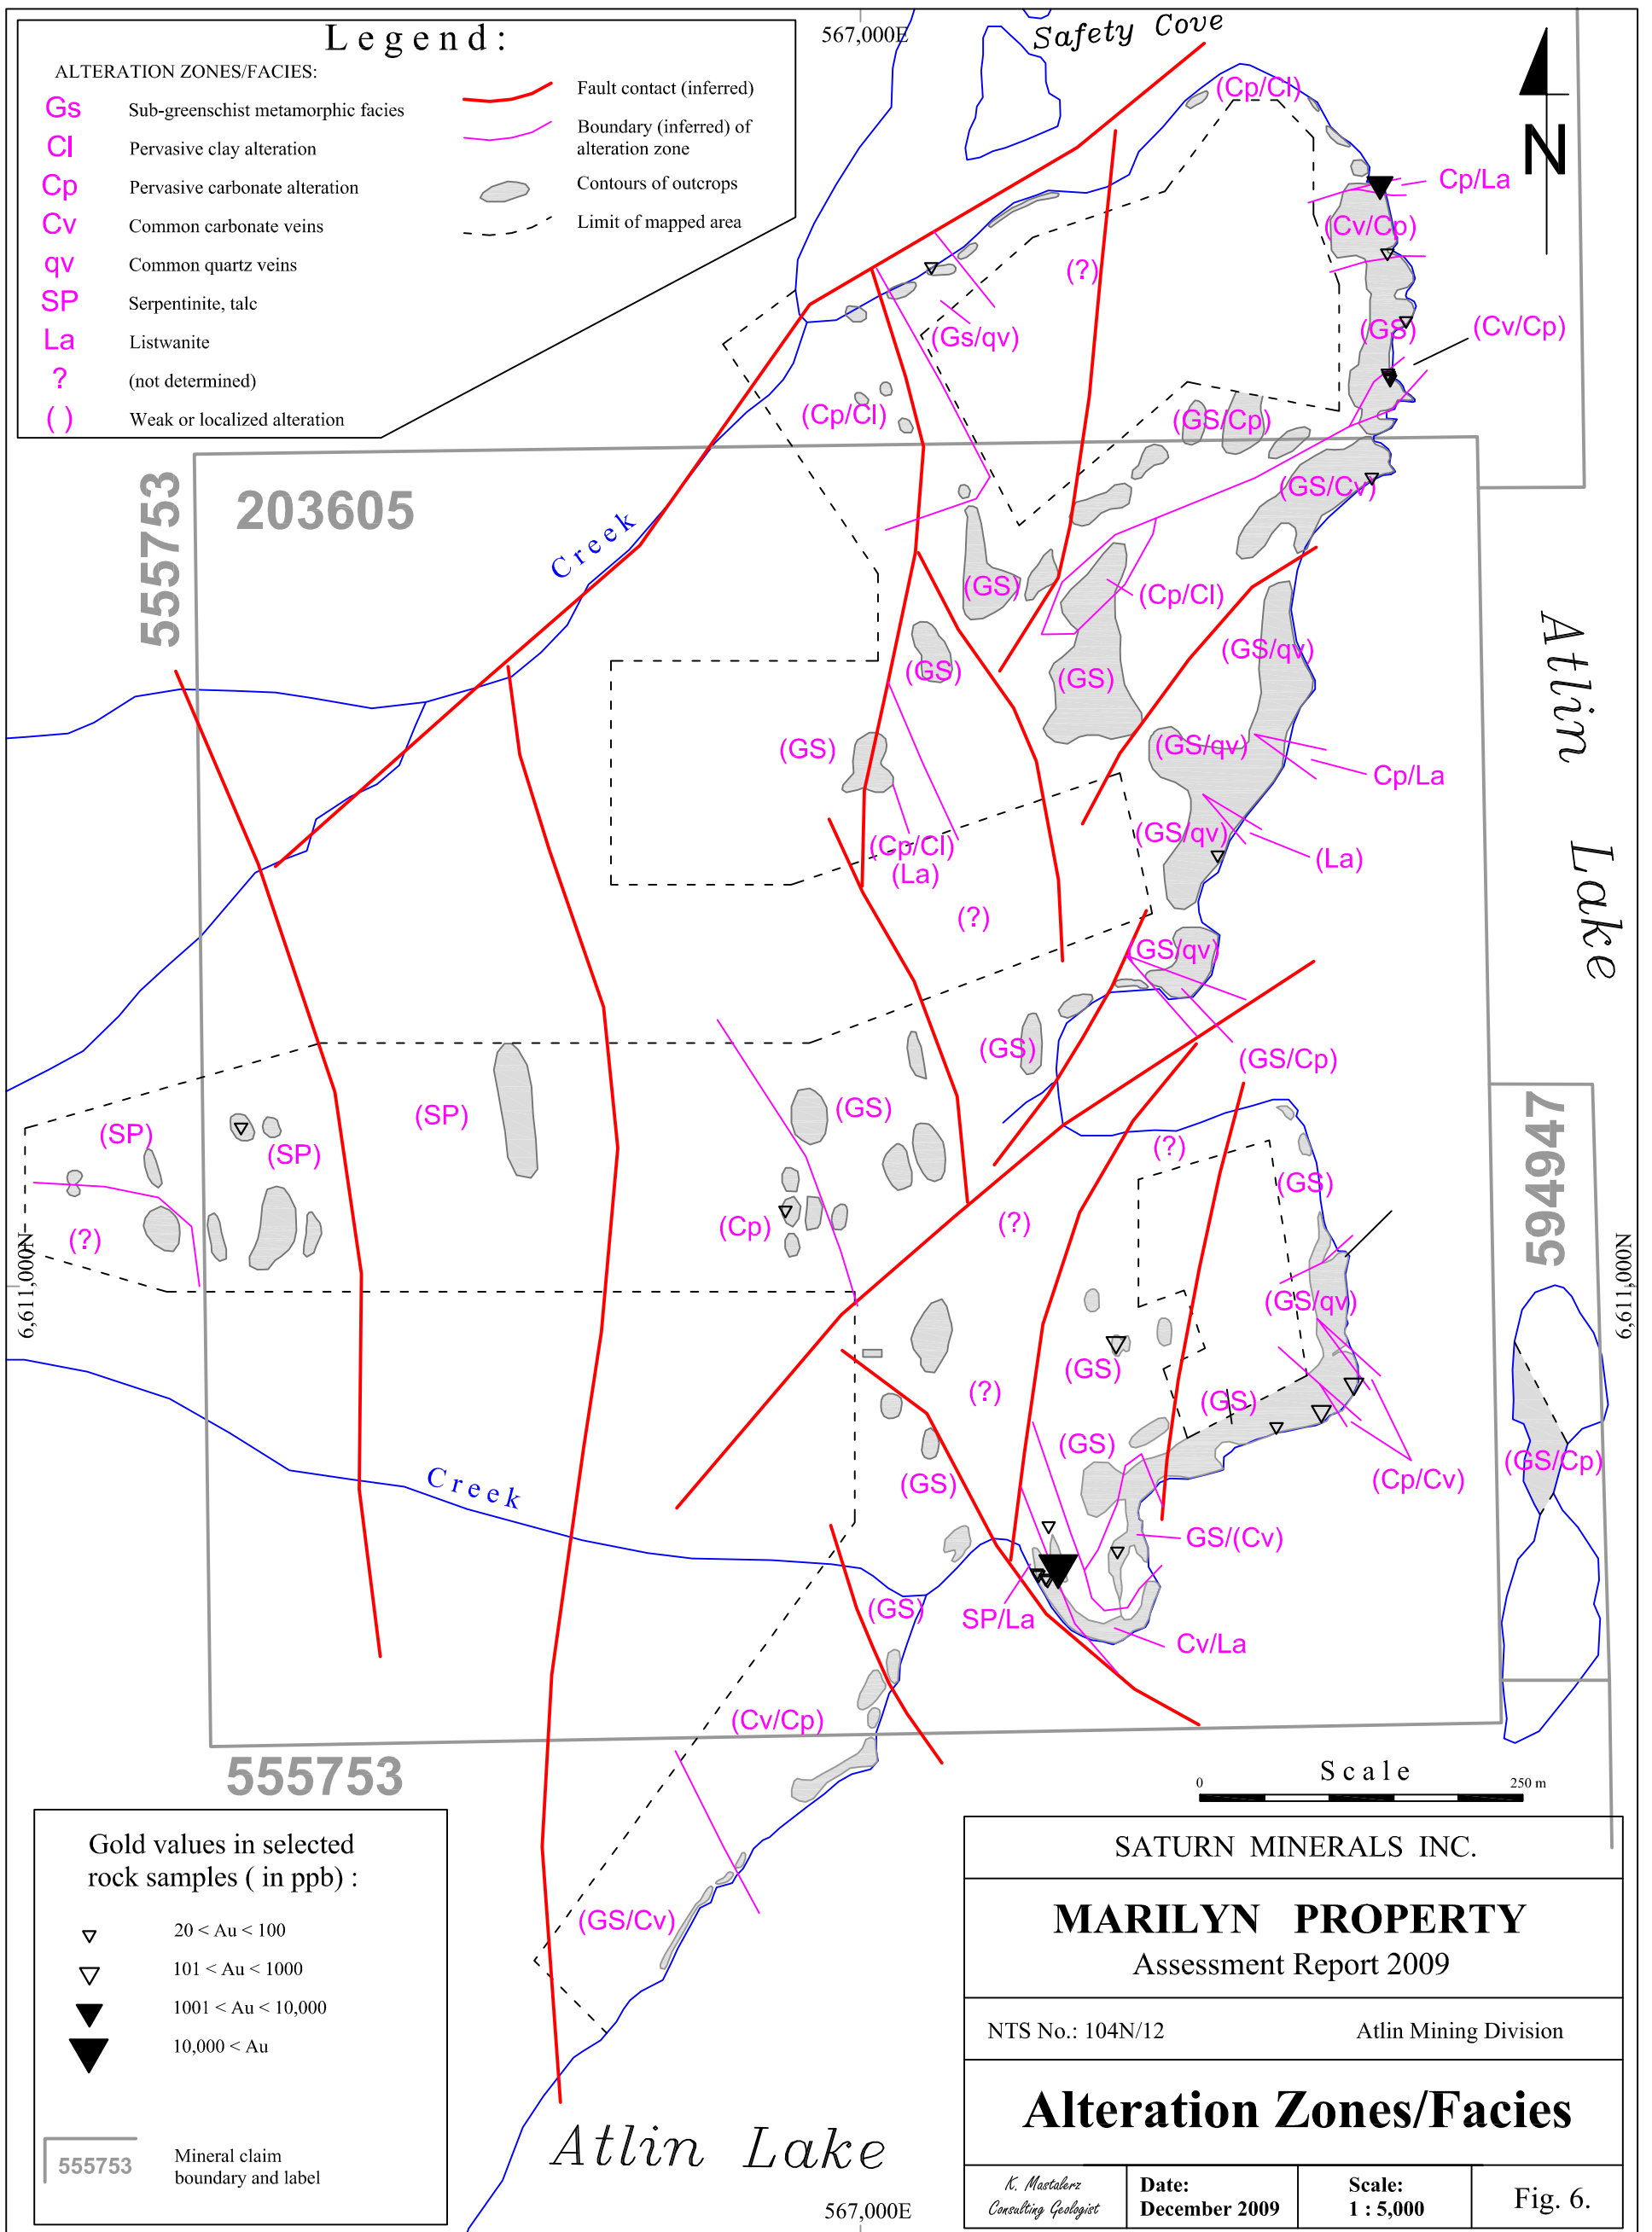 Legend:
ALTERATION ZONES/FACIES:
Gs Sub-greenschist metamorphic facies
Cl Pervasive clay alteration
Cp Pervasive carbonate alteration
Cv Common carbonate veins
qv Common quartz veins
SP Serpentinite, talc
La Listwanite
? (not determined)
( ) Weak or localized alteration
Fault contact (inferred)
Boundary (inferred) of
alteration zone
Contours of outcrops
Limit of mapped area
567,000E
Safety Cove
N
(Cp/Cl)
Cp/La
(Cv/Cp)
(?)
(GS)
(Cv/Cp)
(Gs/qv)
(Cp/Cl)
(GS/Cp)
555753
203605
(GS/Cv)
Creek
(GS)
(Cp/Cl)
Atlin Lake
(GS/qv)
(GS)
(GS)
(GS)
(GS/qv)
Cp/La
(GS/qv)
(Cp/Cl)
(La)
(La)
(?)
(GS/qv)
(GS)
(GS/Cp)
(SP)
(SP)
(SP)
(GS)
(?)
594947
(GS)
(?)
(Cp)
(?)
6,611,000N
6,611,000N
(GS/qv)
(GS)
(?)
(GS)
(GS)
(GS/Cp)
(Cp/Cv)
(GS)
Creek
GS/(Cv)
(GS)
SP/La
Cv/La
(Cv/Cp)
555753
Scale
0 250 m
(GS/Cv)
Gold values in selected
rock samples ( in ppb) :
20 < Au < 100
101 < Au < 1000
1001 < Au < 10,000
10,000 < Au
555753 Mineral claim
boundary and label
Atlin Lake
567,000E
SATURN MINERALS INC.
MARILYN PROPERTY
Assessment Report 2009
NTS No.: 104N/12 Atlin Mining Division
Alteration Zones/Facies
K. Mastalerz
Consulting Geologist
Date:
December 2009
Scale:
1 : 5,000
Fig. 6.